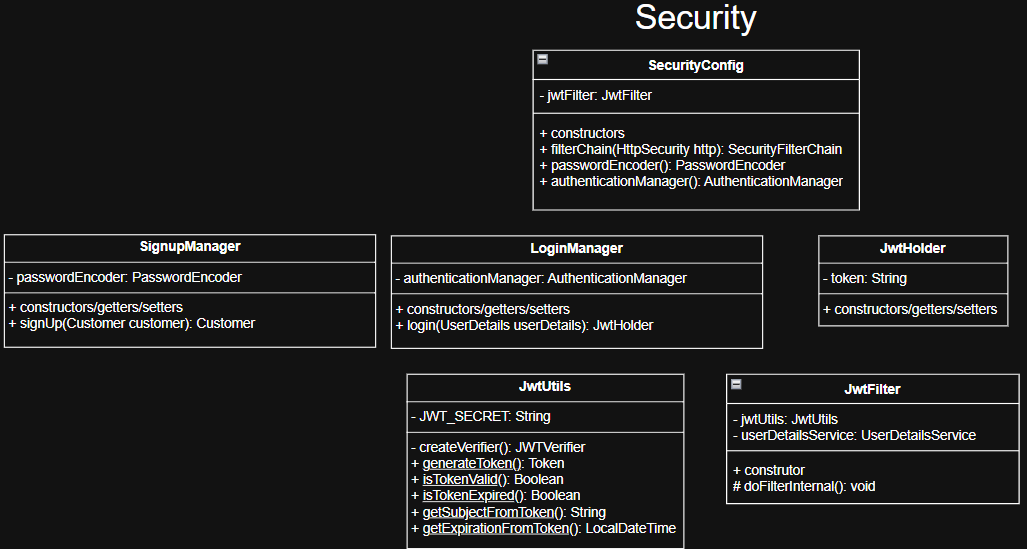 Security
SecurityConfig
- jwtFilter: JwtFilter
+ constructors
+ filterChain(HttpSecurity http): SecurityFilterChain
+ passwordEncoder(): PasswordEncoder
+ authenticationManager(): AuthenticationManager
SignupManager
- passwordEncoder: PasswordEncoder
+ constructors/getters/setters
+ signUp(Customer customer): Customer
LoginManager
- authenticationManager: AuthenticationManager
+ constructors/getters/setters
+ login(UserDetails userDetails): JwtHolder
JwtHolder
- token: String
+ constructors/getters/setters
JwtUtils
- JWT_SECRET: String
- createVerifier(): JWTVerifier
+ generateToken(): Token
+ isTokenValid(): Boolean
+ isTokenExpired(): Boolean
+ getSubjectFromToken(): String
+ getExpirationFromToken(): LocalDateTime
JwtFilter
- jwtUtils: JwtUtils
- userDetailsService: UserDetailsService
+ construtor
# doFilterInternal(): void